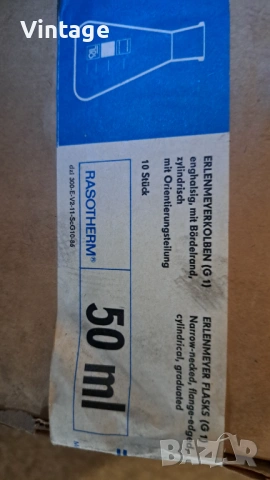 Vintage
ERLENMEYERKOLBEN (G 1)
enghalsig, mit Bördelrand,
zylindrisch
mit Orientierungsteilung
10 Stück
ERLENMEYER FLASKS (G 1)
Narrow-necked, flange-edge
cylindrical, graduated
RASOTHERM®
50 ml
BAZAR